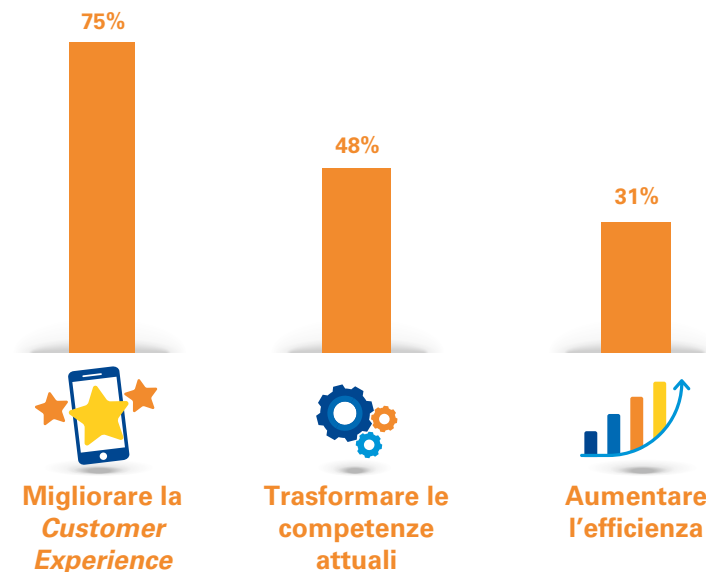 75%
48%
31%
Migliorare la
Customer
Experience
Trasformare le
competenze
attuali
Aumentare
l'efficienza